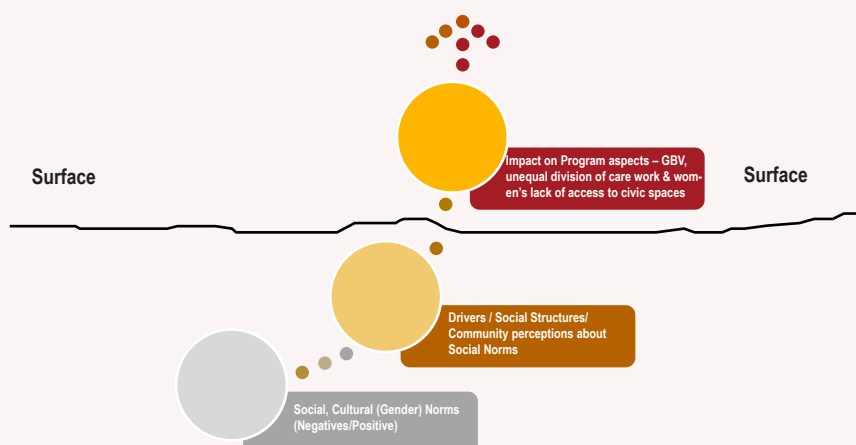 Surface
Surface
Impact on Program aspects – GBV,
unequal division of care work & wom-
en's lack of access to civic spaces
Drivers / Social Structures/
Community perceptions about
Social Norms
Social, Cultural (Gender) Norms
(Negatives/Positive)